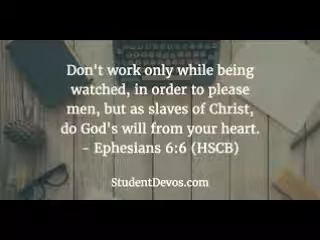 Don't work only while being
watched, in order to please
men, but as slaves of Christ,
do God's will from your heart.
- Ephesians 6:6 (HSCB)
StudentDevos.com